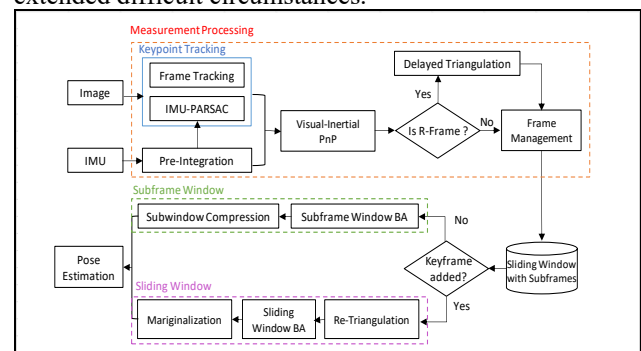 extended difficult circumstances.
Measurement Processing
Keypoint Tracking
Frame Tracking
IMU-PARSAC
Image
IMU
Pre-Integration
Visual-Inertial
PnP
Is R-Frame ?
Yes
No
Delayed Triangulation
Frame
Management
Subframe Window
Subwindow Compression
Subframe Window BA
No
Keyframe
added?
Yes
Sliding Window
with Subframes
Pose
Estimation
Sliding Window
Mariginalization
Sliding
Window BA
Re-Triangulation